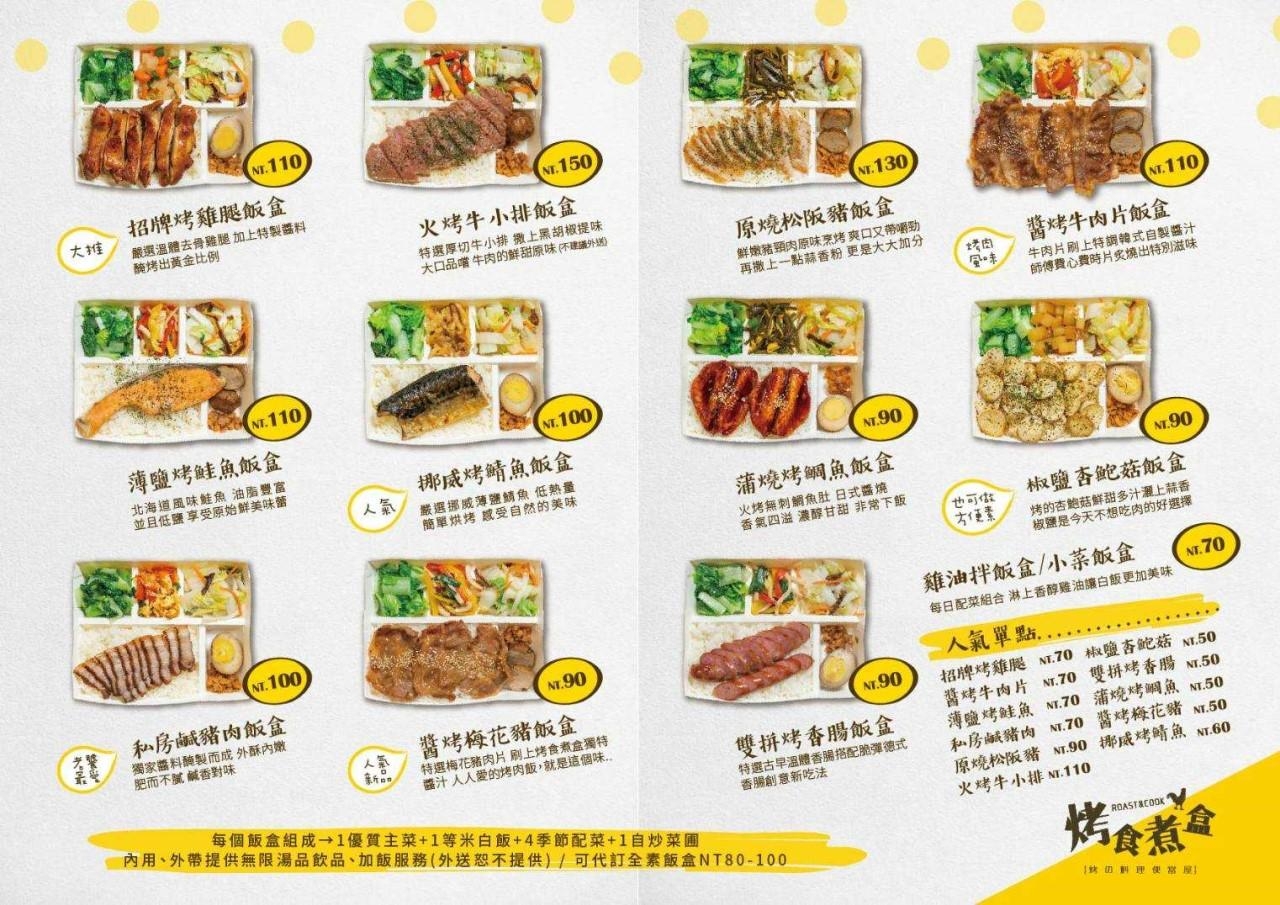 NT.110
招牌烤雞腿飯盒
大推
嚴選溫體去骨雞腿 加上特製醬料
醃烤出黃金比例
NT.150
火烤牛小排飯盒
特選厚切牛小排 撒上黑胡椒提味
大口品嚐 牛肉的鮮甜原味(不建議外送)
NT.130
原燒松阪豬飯盒
鮮嫩豬頸肉原味烹烤 爽口又帶嚼勁
再撒上一點蒜香粉 更是大大加分
NT.110
醬烤牛肉片飯盒
烤肉
風味
牛肉片刷上特調韓式自製醬汁
師傅費心費時片炙燒出特別滋味
NT.110
薄鹽烤鮭魚飯盒
北海道風味鮭魚 油脂豐富
並且低鹽 享受原始鮮美味蕾
NT.100
挪威烤鯖魚飯盒
人氣
嚴選挪威薄鹽鯖魚 低熱量
簡單烘烤 感受自然的美味
NT.90
蒲燒烤鯛魚飯盒
火烤無刺鯛魚肚 日式醬燒
香氣四溢 濃醇甘甜 非常下飯
NT.90
椒鹽杏鮑菇飯盒
也可做
方便素
烤的杏鮑菇鮮甜多汁灑上蒜香
椒鹽是今天不想吃肉的好選擇
NT.100
私房鹹豬肉飯盒
老饕
最愛
獨家醬料醃製而成 外酥內嫩
肥而不膩 鹹香對味
NT.90
醬烤梅花豬飯盒
人氣
新品
特選梅花豬肉片 刷上烤食煮盒獨特
醬汁 人人愛的烤肉飯,就是這個味..
NT.90
雙拼烤香腸飯盒
特選古早溫體香腸搭配脆彈德式
香腸創意新吃法
雞油拌飯盒/小菜飯盒
NT.70
每日配菜組合 淋上香醇雞油讓白飯更加美味
人氣單點
招牌烤雞腿 NT.70 椒鹽杏鮑菇 NT.50
醬烤牛肉片 NT.70 雙拼烤香腸 NT.50
薄鹽烤鮭魚 NT.70 蒲燒烤鯛魚 NT.50
私房鹹豬肉 NT.70 醬烤梅花豬 NT.50
原燒松阪豬 NT.90 挪威烤鯖魚 NT.60
火烤牛小排 NT.110
每個飯盒組成→1優質主菜+1等米白飯+4季節配菜+1自炒菜圃
內用、外帶提供無限湯品飲品、加飯服務(外送恕不提供) / 可代訂全素飯盒NT80-100
ROAST&COOK
烤食煮盒
[烤の料理便當屋]